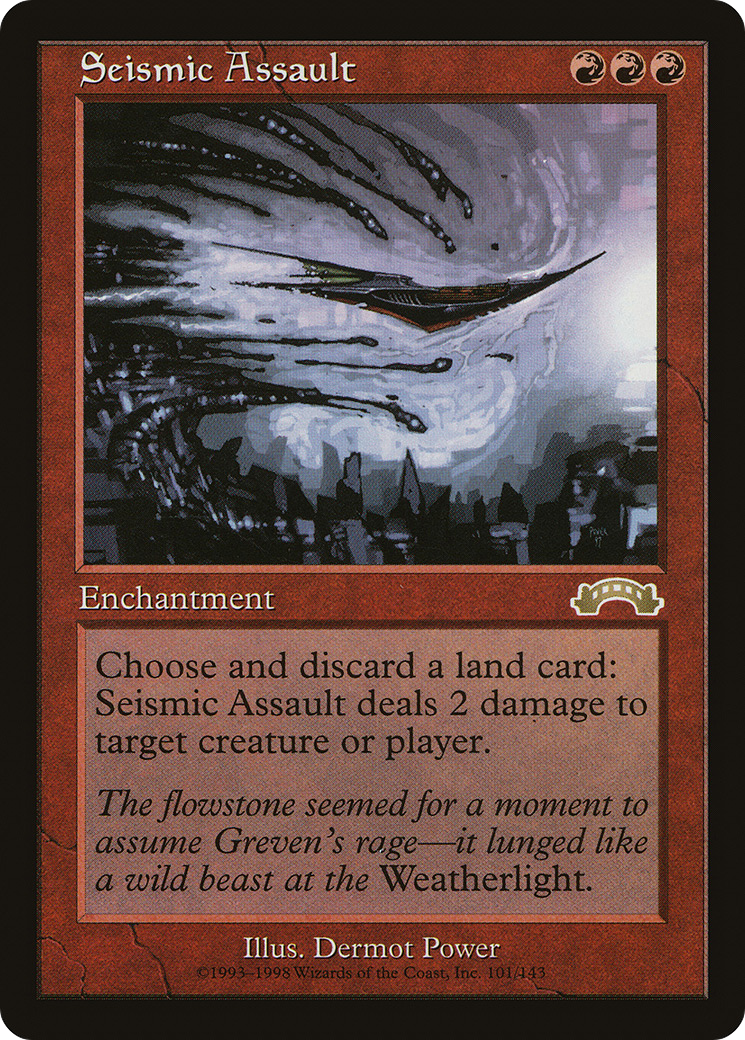 Seismic Assault
Enchantment
Choose and discard a land card:
Seismic Assault deals 2 damage to
target creature or player.
The flowstone seemed for a moment to
assume Greven's rage—it lunged like
a wild beast at the Weatherlight.
Illus. Dermot Power
©1993–1998 Wizards of the Coast, Inc. 101/143